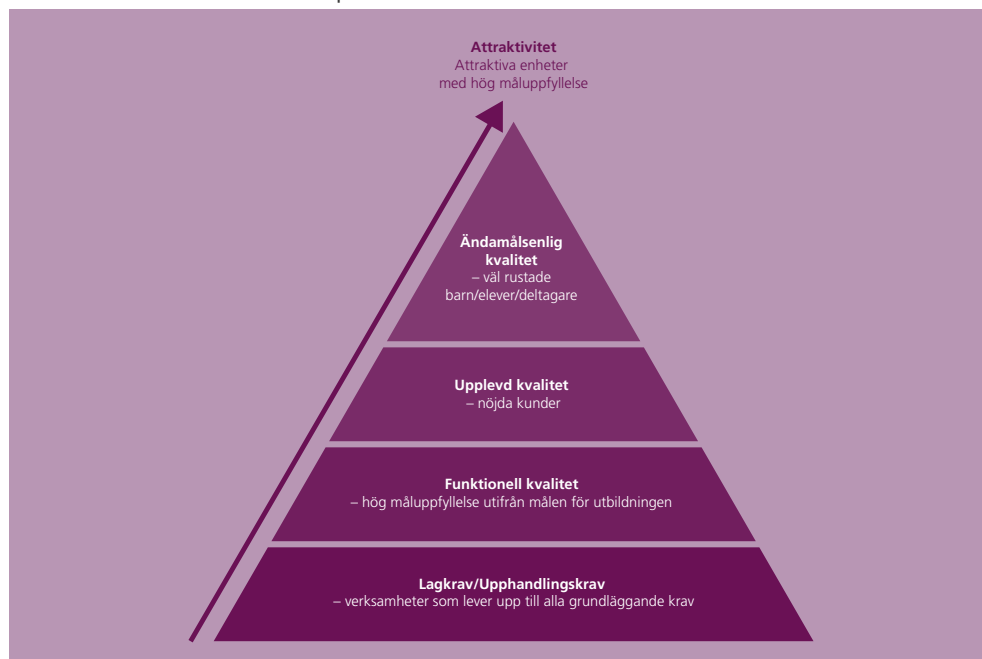 Attraktivitet
Attraktiva enheter
med hög måluppfyllelse
Ändamålsenlig
kvalitet
– väl rustade
barn/elever/deltagare
Upplevd kvalitet
– nöjda kunder
Funktionell kvalitet
– hög måluppfyllelse utifrån målen för utbildningen
Lagkrav/Upphandlingskrav
– verksamheter som lever upp till alla grundläggande krav